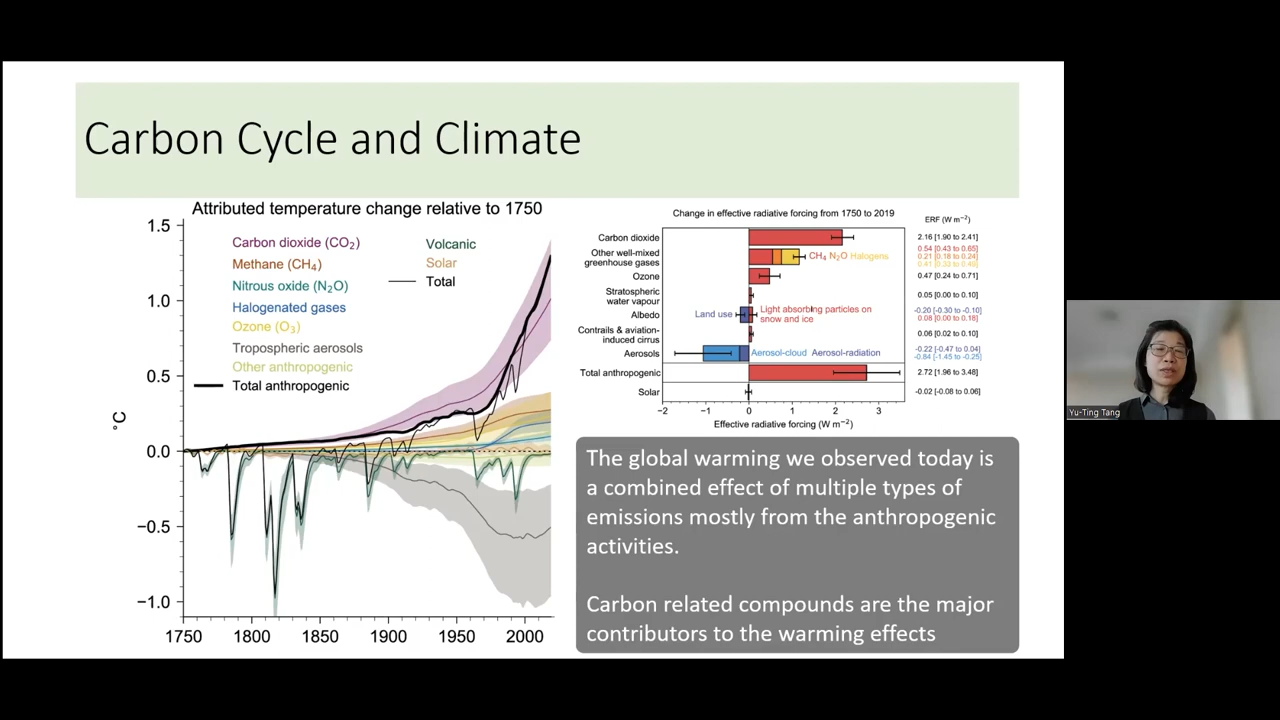 Carbon Cycle and Climate
Attributed temperature change relative to 1750
1.5
1.0
0.5
0.0
−0.5
−1.0
°C
1750
1800
1850
1900
1950
2000
Carbon dioxide (CO₂)
Methane (CH₄)
Nitrous oxide (N₂O)
Halogenated gases
Ozone (O₃)
Tropospheric aerosols
Other anthropogenic
Total anthropogenic
Volcanic
Solar
Total
Change in effective radiative forcing from 1750 to 2019
ERF (W m⁻²)
Carbon dioxide
2.16 [1.90 to 2.41]
Other well-mixed
greenhouse gases
CH₄ N₂O Halogens
0.54 [0.43 to 0.65]
0.21 [0.18 to 0.24]
Ozone
0.47 [0.24 to 0.71]
Stratospheric
water vapour
0.05 [0.00 to 0.10]
Albedo
Land use
Light absorbing particles on
snow and ice
-0.20 [-0.30 to -0.10]
0.08 [0.00 to 0.18]
Contrails & aviation-
induced cirrus
0.06 [0.02 to 0.10]
Aerosols
Aerosol-cloud Aerosol-radiation
-0.22 [-0.47 to 0.04]
-0.84 [-1.45 to -0.25]
Total anthropogenic
2.72 [1.96 to 3.48]
Solar
-0.02 [-0.08 to 0.06]
−2
−1
0
1
2
3
Effective radiative forcing (W m⁻²)
The global warming we observed today is
a combined effect of multiple types of
emissions mostly from the anthropogenic
activities.
Carbon related compounds are the major
contributors to the warming effects
Yu-Ting Tang